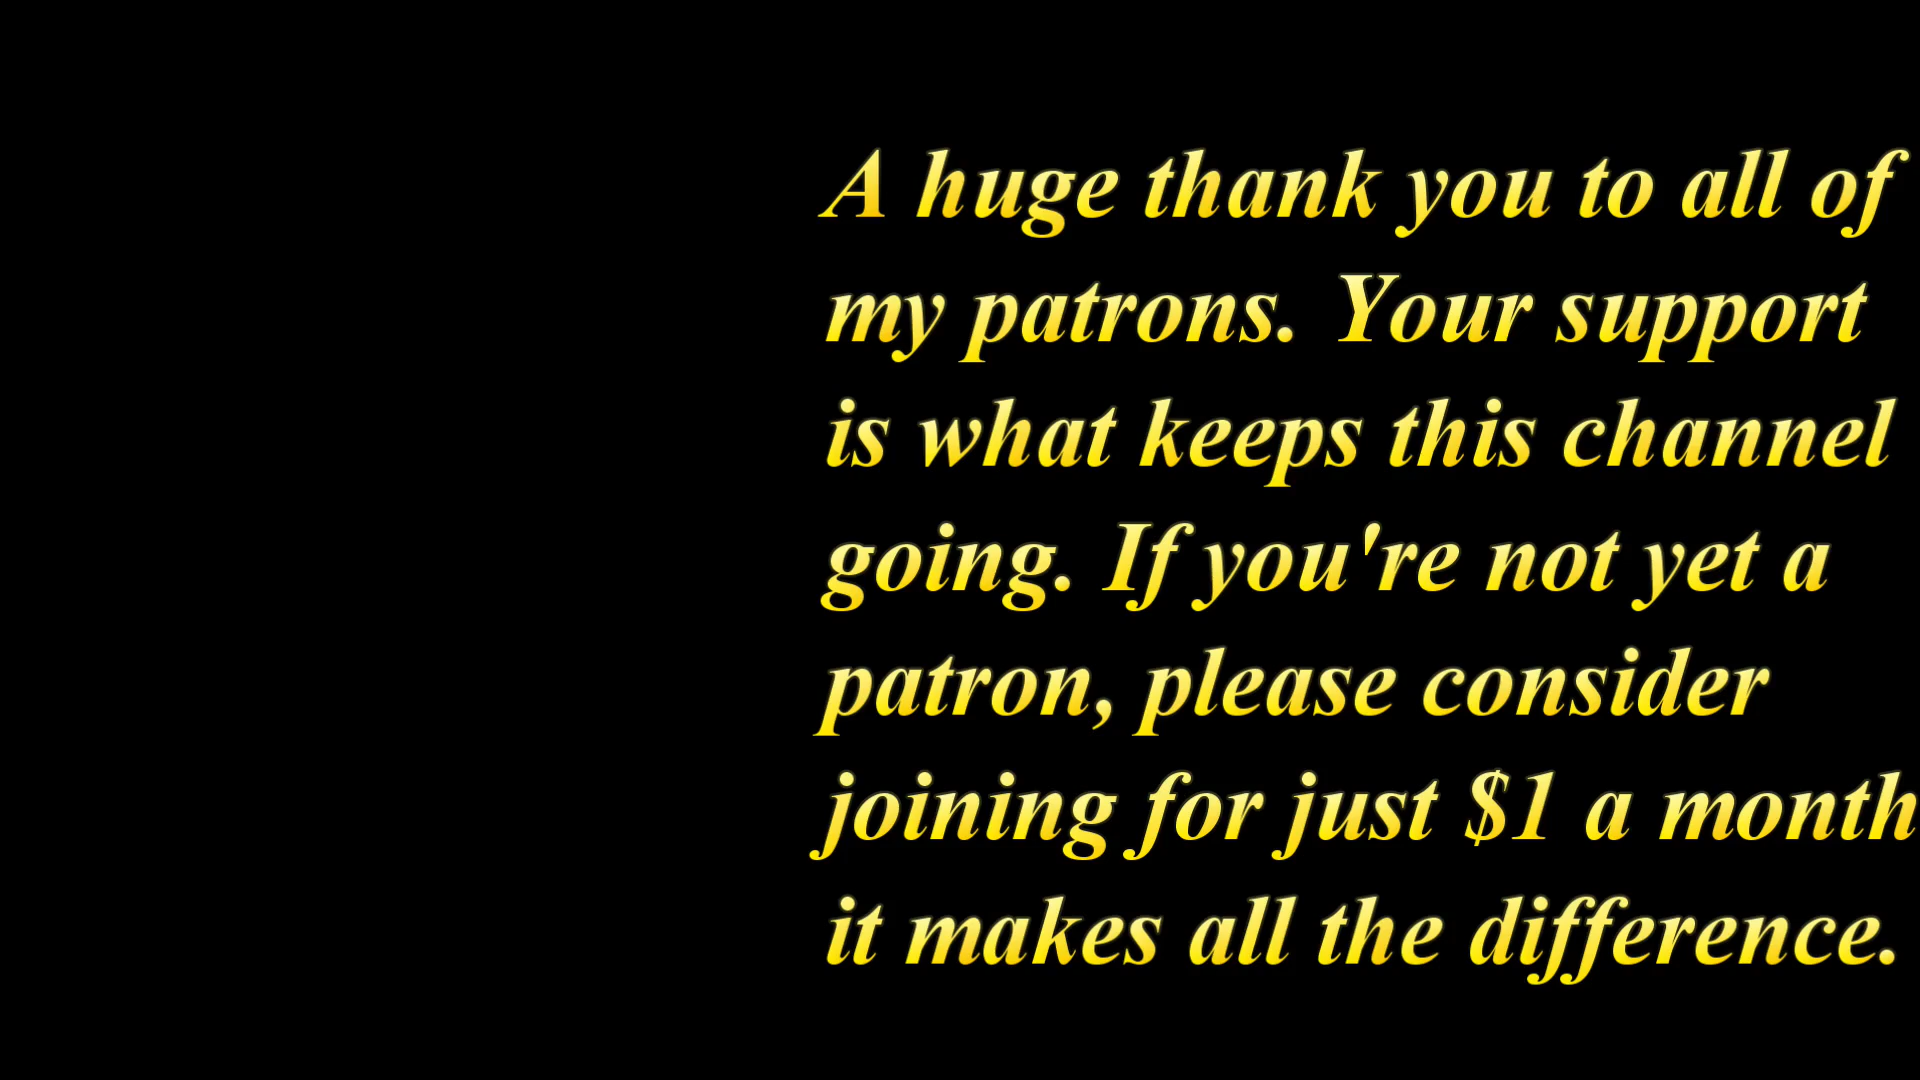 A huge thank you to all of
my patrons. Your support
is what keeps this channel
going. If you're not yet a
patron, please consider
joining for just $1 a month
it makes all the difference.